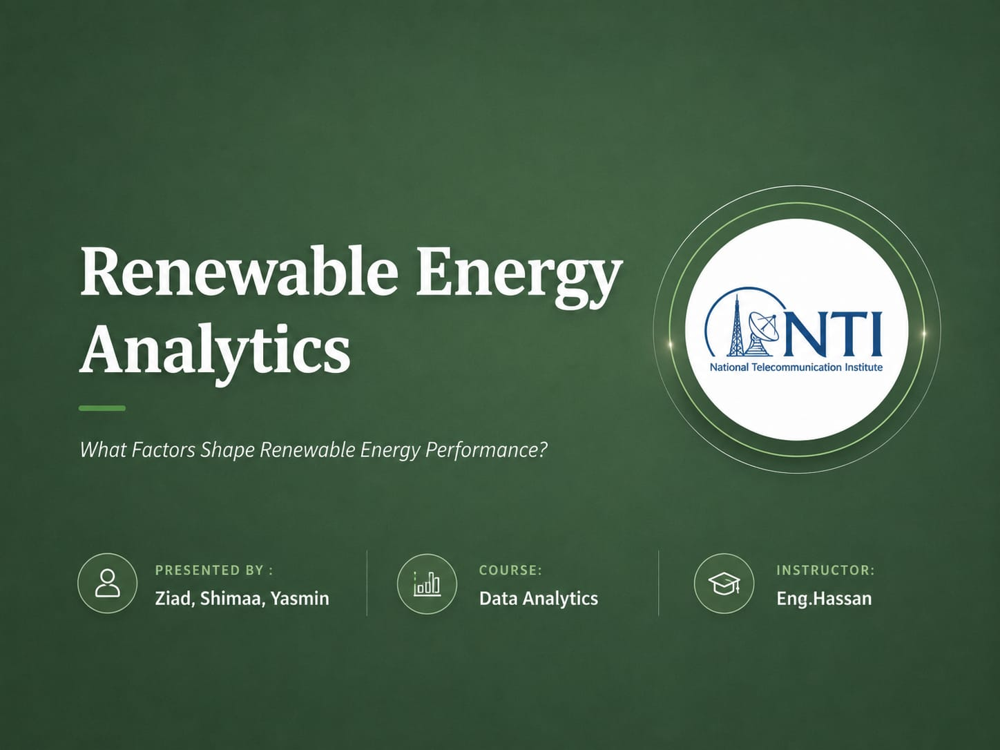 Renewable Energy
Analytics
What Factors Shape Renewable Energy Performance?
NTI
National Telecommunication Institute
PRESENTED BY :
Ziad, Shimaa, Yasmin
COURSE:
Data Analytics
INSTRUCTOR:
Eng.Hassan